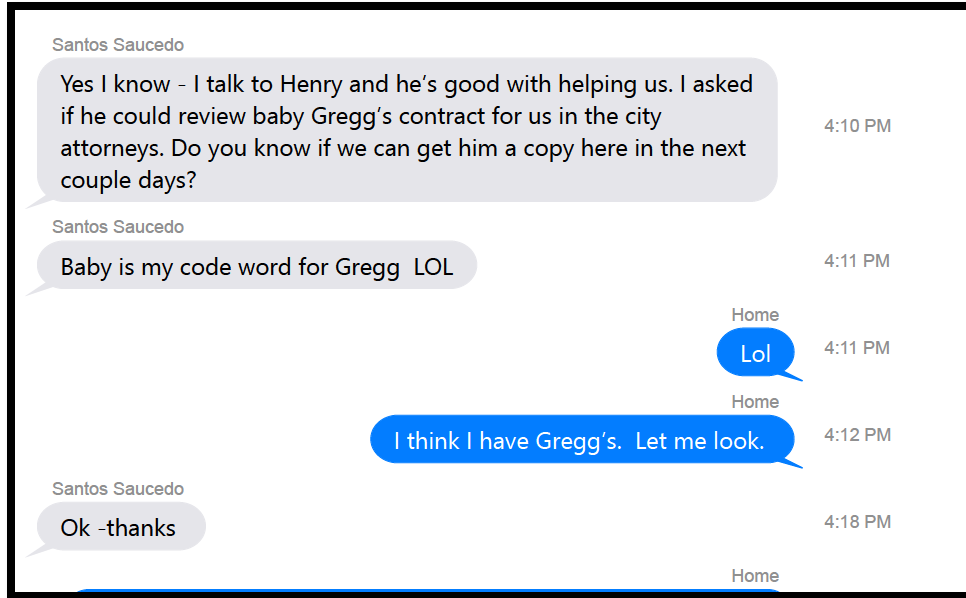 Santos Saucedo
Yes I know - I talk to Henry and he’s good with helping us. I asked
if he could review baby Gregg’s contract for us in the city
attorneys. Do you know if we can get him a copy here in the next
couple days?
4:10 PM
Santos Saucedo
Baby is my code word for Gregg  LOL
4:11 PM
Home
Lol
4:11 PM
Home
I think I have Gregg’s.  Let me look.
4:12 PM
Santos Saucedo
Ok -thanks
4:18 PM
Home